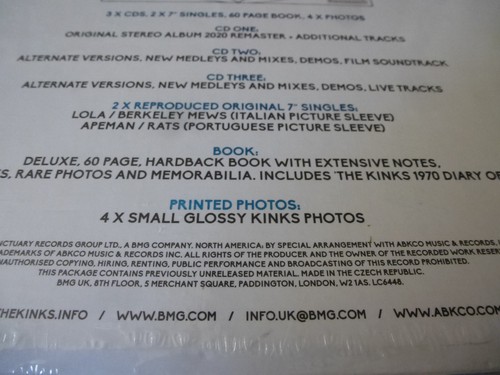 3 X CDS, 2 X 7" SINGLES, 60 PAGE BOOK, 4 X PHOTOS
CD ONE:
ORIGINAL STEREO ALBUM 2020 REMASTER + ADDITIONAL TRACKS
CD TWO:
ALTERNATE VERSIONS, NEW MEDLEYS AND MIXES, DEMOS, FILM SOUNDTRACK
CD THREE:
ALTERNATE VERSIONS, NEW MEDLEYS AND MIXES, DEMOS, LIVE TRACKS
2 X REPRODUCED ORIGINAL 7" SINGLES:
LOLA / BERKELEY MEWS (ITALIAN PICTURE SLEEVE)
APEMAN / RATS (PORTUGUESE PICTURE SLEEVE)
BOOK:
DELUXE, 60 PAGE, HARDBACK BOOK WITH EXTENSIVE NOTES,
S, RARE PHOTOS AND MEMORABILIA. INCLUDES 'THE KINKS 1970 DIARY OF
PRINTED PHOTOS:
4 X SMALL GLOSSY KINKS PHOTOS
NCTUARY RECORDS GROUP LTD., A BMG COMPANY. NORTH AMERICA: BY SPECIAL ARRANGEMENT WITH ABKCO MUSIC & RECORDS, IN
ADEMARKS OF ABKCO MUSIC & RECORDS INC. ALL RIGHTS OF THE PRODUCER AND THE OWNER OF THE RECORDED WORK RESER
NAUTHORISED COPYING, HIRING, RENTING, PUBLIC PERFORMANCE AND BROADCASTING OF THIS RECORD PROHIBITED.
THIS PACKAGE CONTAINS PREVIOUSLY UNRELEASED MATERIAL. MADE IN THE CZECH REPUBLIC.
BMG UK, 8TH FLOOR, 5 MERCHANT SQUARE, PADDINGTON, LONDON, W2 1AS. LC6448.
THEKINKS.INFO / WWW.BMG.COM / INFO.UK@BMG.COM / WWW.ABKCO.COM